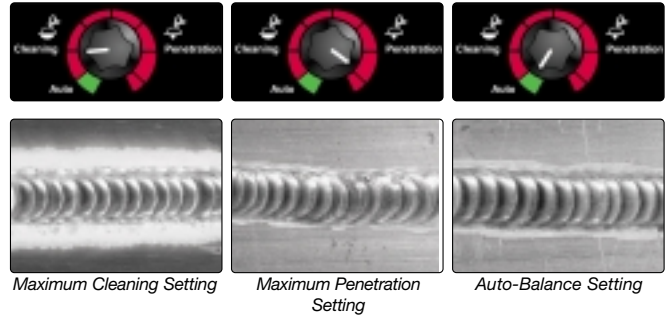 Cleaning
Penetration
Auto
Cleaning
Penetration
Auto
Cleaning
Penetration
Auto
Maximum Cleaning Setting
Maximum Penetration
Setting
Auto-Balance Setting